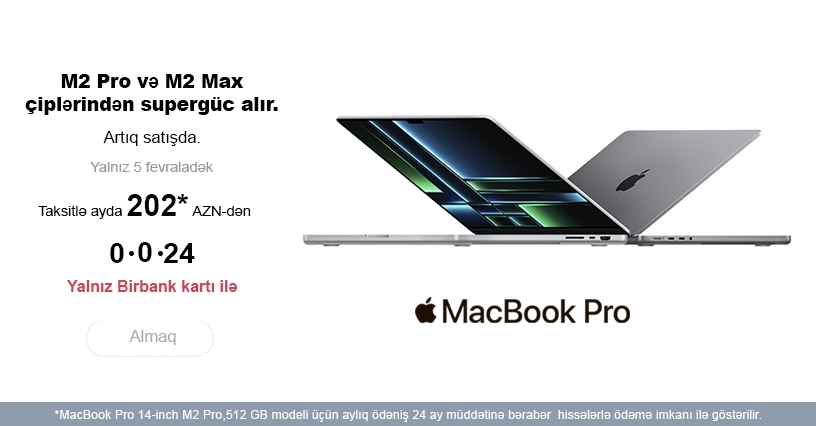 M2 Pro və M2 Max
çiplərindən supergüc alır.
Artıq satışda.
Yalnız 5 fevraladək
Taksitlə ayda 202* AZN-dən
0·0·24
Yalnız Birbank kartı ilə
Almaq
MacBook Pro
*MacBook Pro 14-inch M2 Pro,512 GB modeli üçün aylıq ödəniş 24 ay müddətinə bərabər hissələrlə ödəmə imkanı ilə göstərilir.